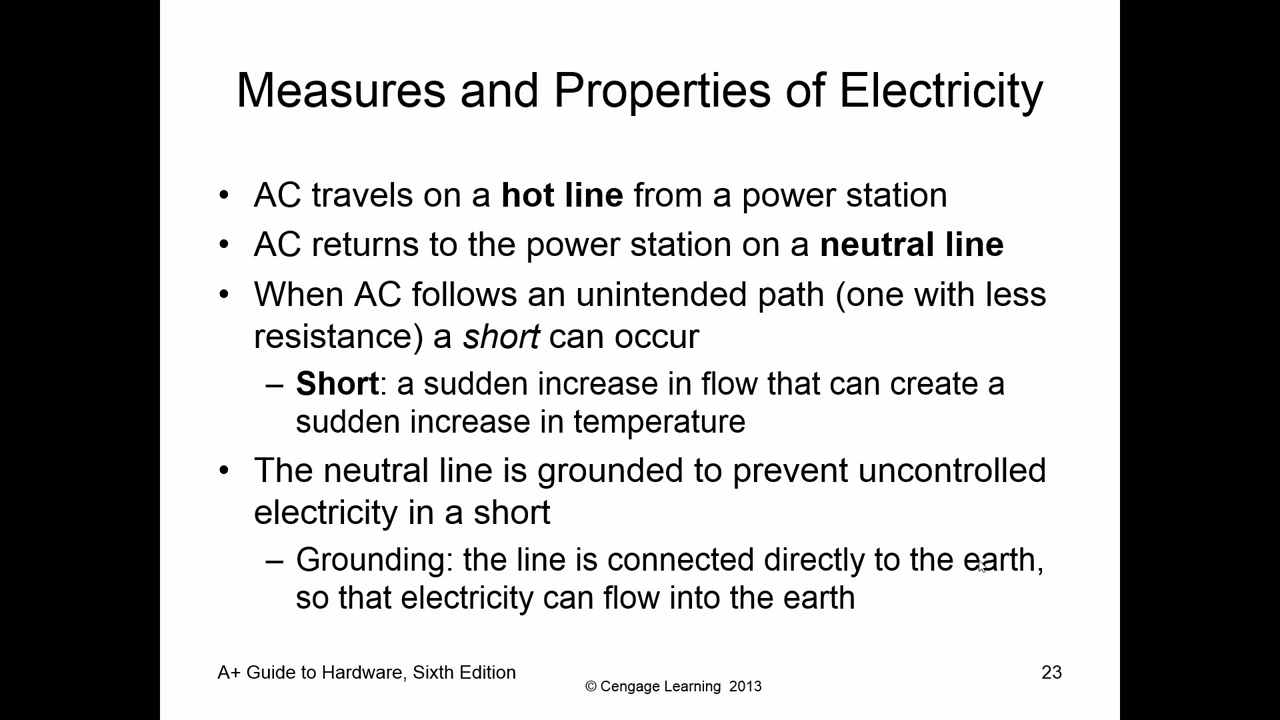 Measures and Properties of Electricity
• AC travels on a hot line from a power station
• AC returns to the power station on a neutral line
• When AC follows an unintended path (one with less
resistance) a short can occur
– Short: a sudden increase in flow that can create a
sudden increase in temperature
• The neutral line is grounded to prevent uncontrolled
electricity in a short
– Grounding: the line is connected directly to the earth,
so that electricity can flow into the earth
A+ Guide to Hardware, Sixth Edition
© Cengage Learning 2013
23